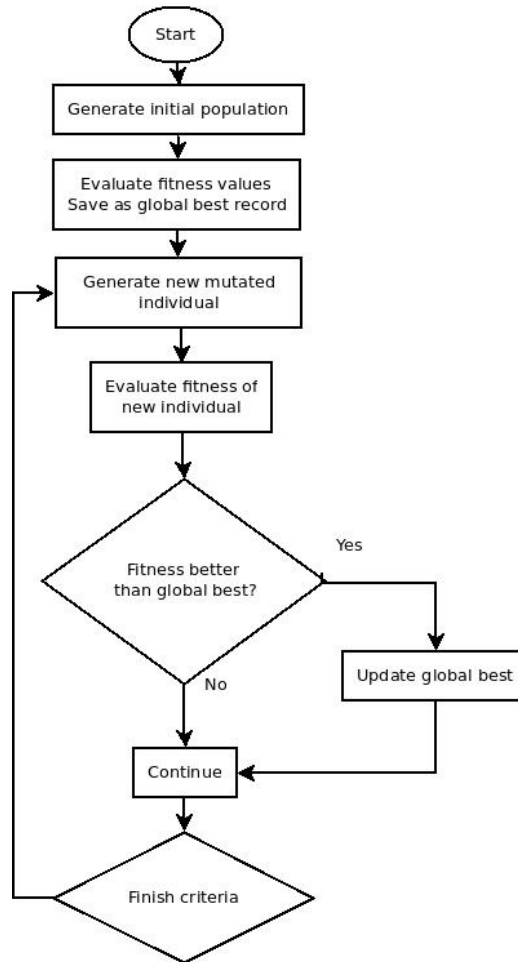 Start
Generate initial population
Evaluate fitness values
Save as global best record
Generate new mutated
individual
Evaluate fitness of
new individual
Fitness better
than global best?
Yes
Update global best
No
Continue
Finish criteria